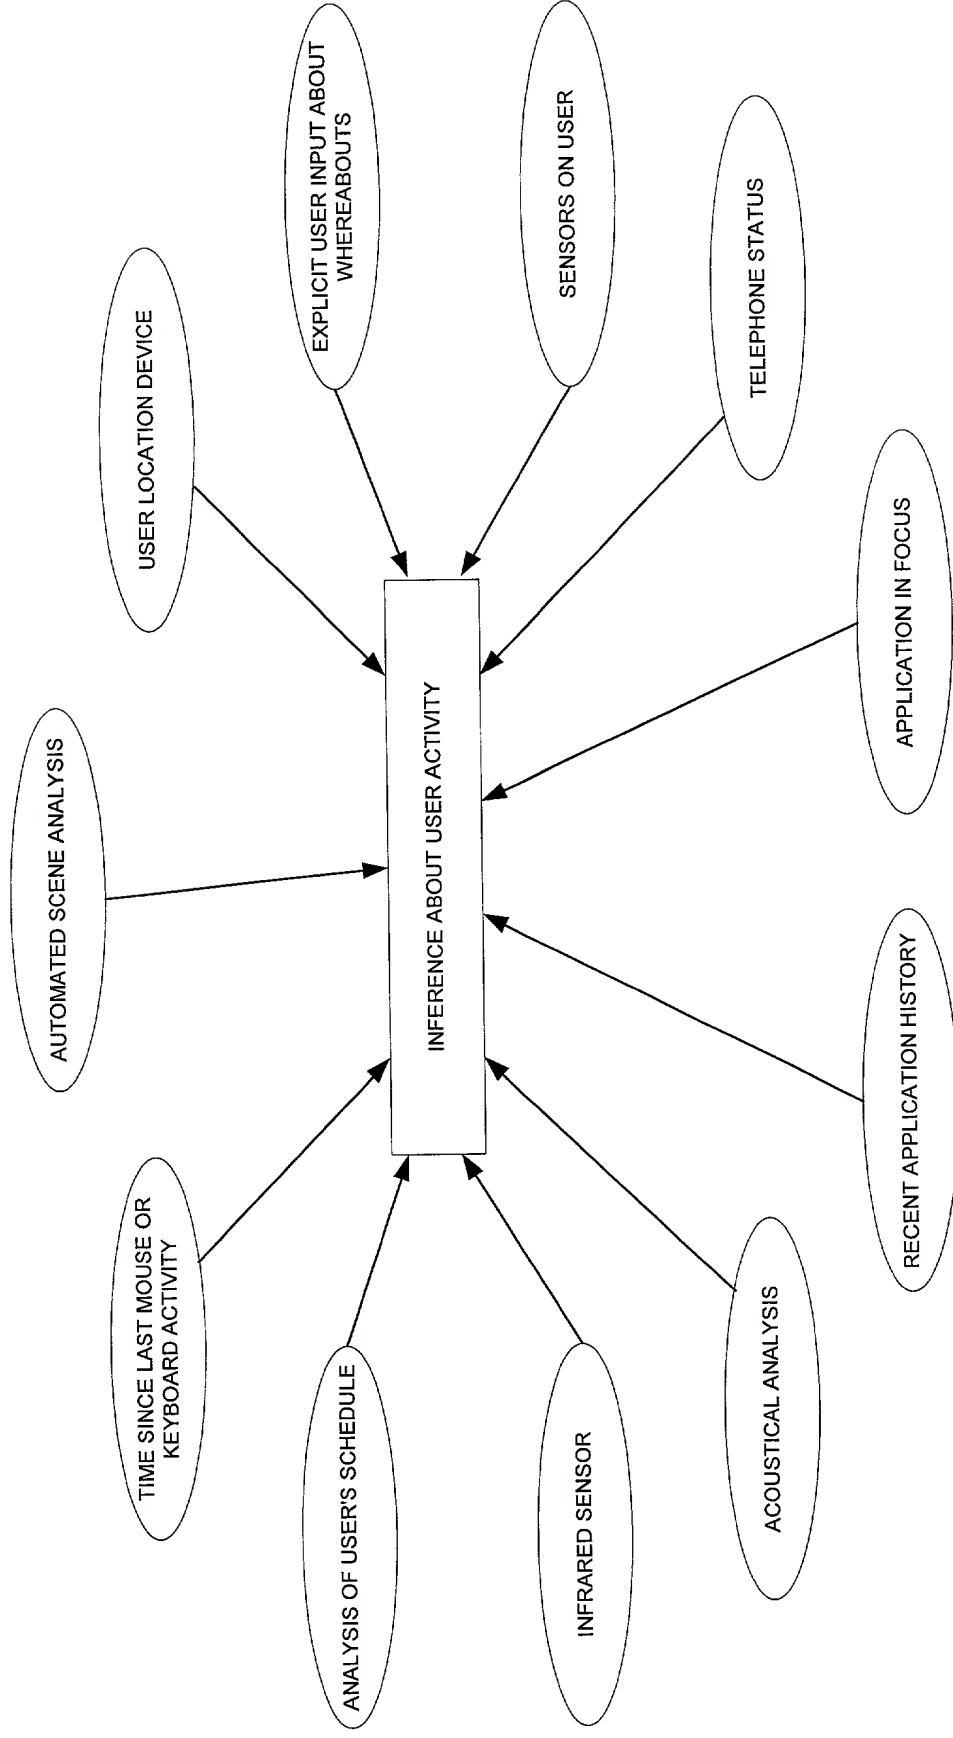 AUTOMATED SCENE ANALYSIS
TIME SINCE LAST MOUSE OR
KEYBOARD ACTIVITY
USER LOCATION DEVICE
ANALYSIS OF USER'S SCHEDULE
EXPLICIT USER INPUT ABOUT
WHEREABOUTS
INFERENCE ABOUT USER ACTIVITY
INFRARED SENSOR
SENSORS ON USER
ACOUSTICAL ANALYSIS
TELEPHONE STATUS
RECENT APPLICATION HISTORY
APPLICATION IN FOCUS